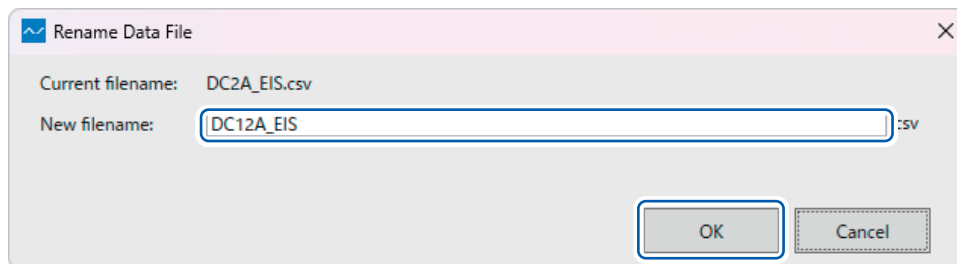 Rename Data File
Current filename: DC2A_EIS.csv
New filename: DC12A_EIS .csv
OK Cancel